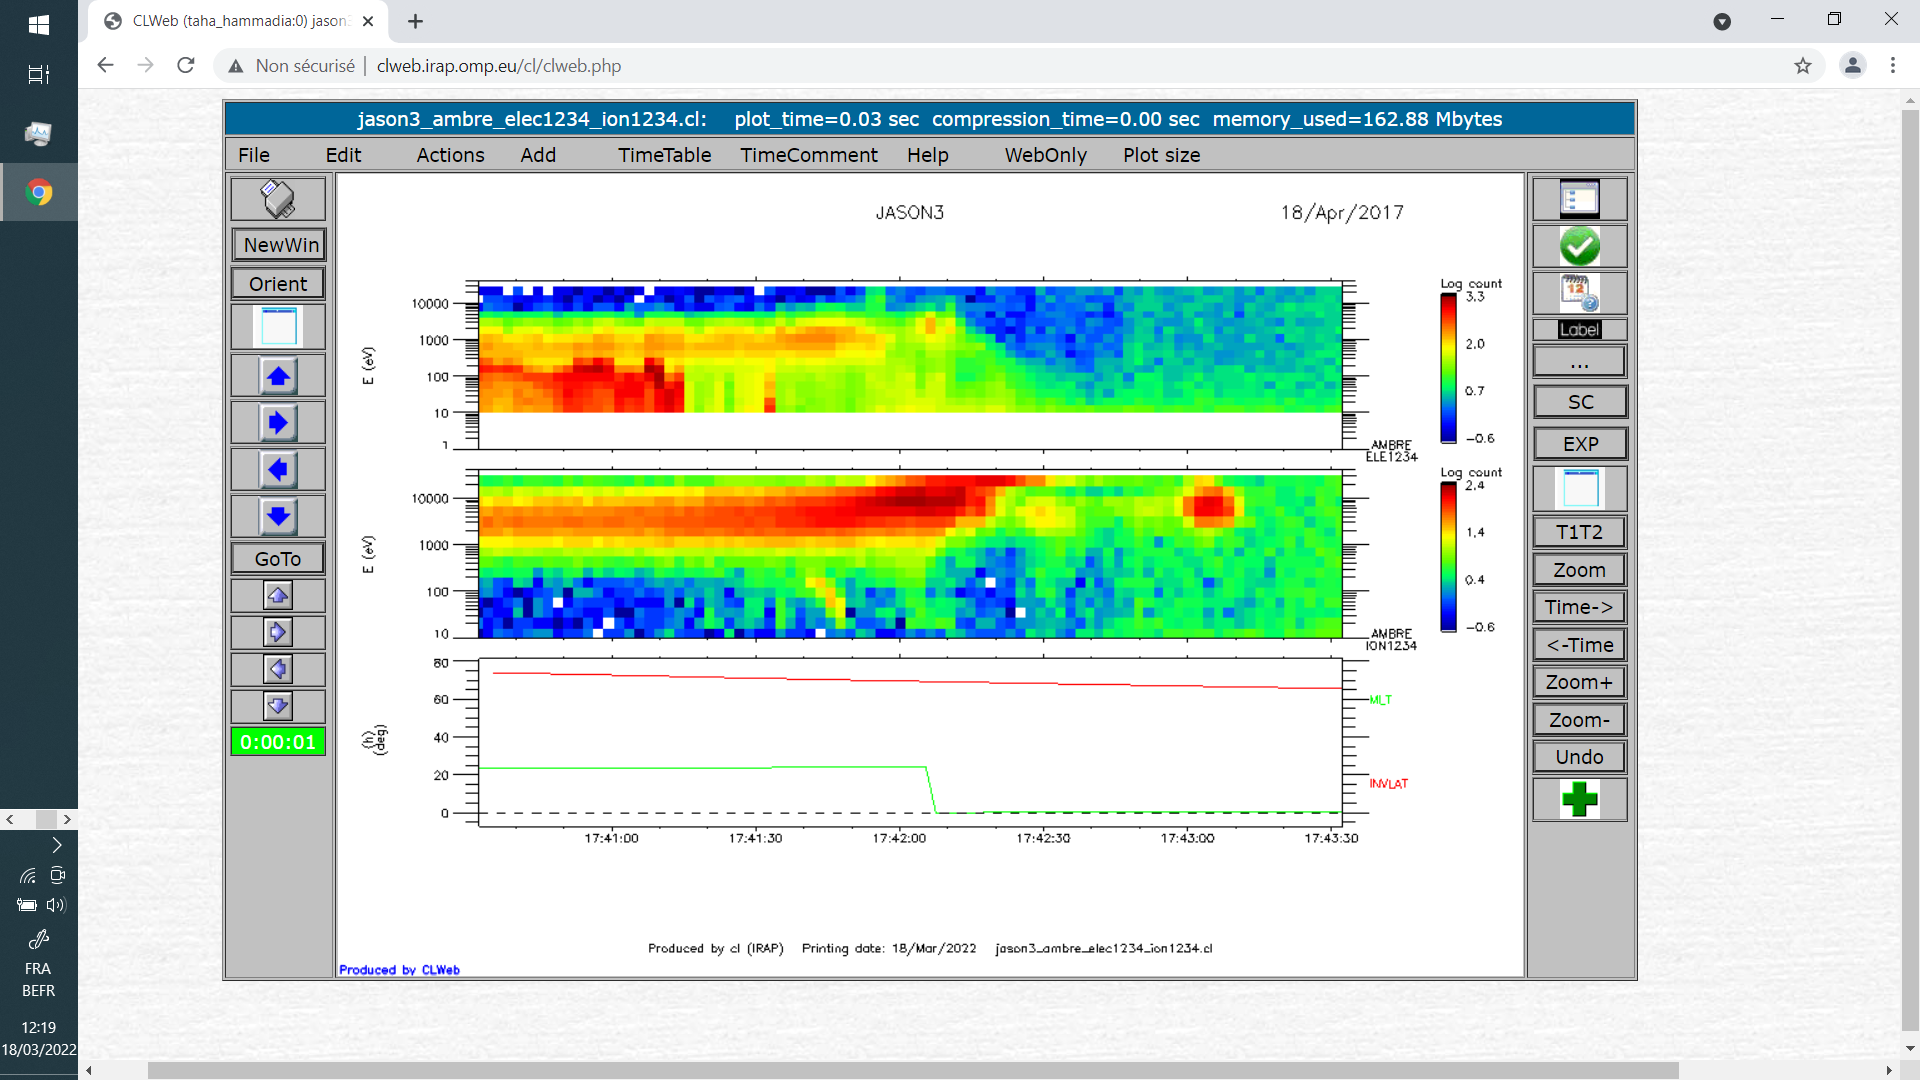 CLWeb (taha_hammadia:0) jason3
Non sécurisé | clweb.irap.omp.eu/cl/clweb.php
jason3_ambre_elec1234_ion1234.cl: plot_time=0.03 sec compression_time=0.00 sec memory_used=162.88 Mbytes
File Edit Actions Add TimeTable TimeComment Help WebOnly Plot size
NewWin
Orient
GoTo
0:00:01
JASON3 18/Apr/2017
10000
1000
100
10
1
E (eV)
AMBRE
ELE1234
Log count
3.3
2.0
0.7
-0.6
10000
1000
100
10
E (eV)
AMBRE
ION1234
Log count
2.4
1.4
0.4
-0.6
80
60
40
20
0
(h)
(deg)
MLT
INVLAT
17:41:00 17:41:30 17:42:00 17:42:30 17:43:00 17:43:30
Produced by cl (IRAP) Printing date: 18/Mar/2022 jason3_ambre_elec1234_ion1234.cl
Produced by CLWeb
12
Label
...
SC
EXP
T1T2
Zoom
Time->
<-Time
Zoom+
Zoom-
Undo
FRA
BEFR
12:19
18/03/2022